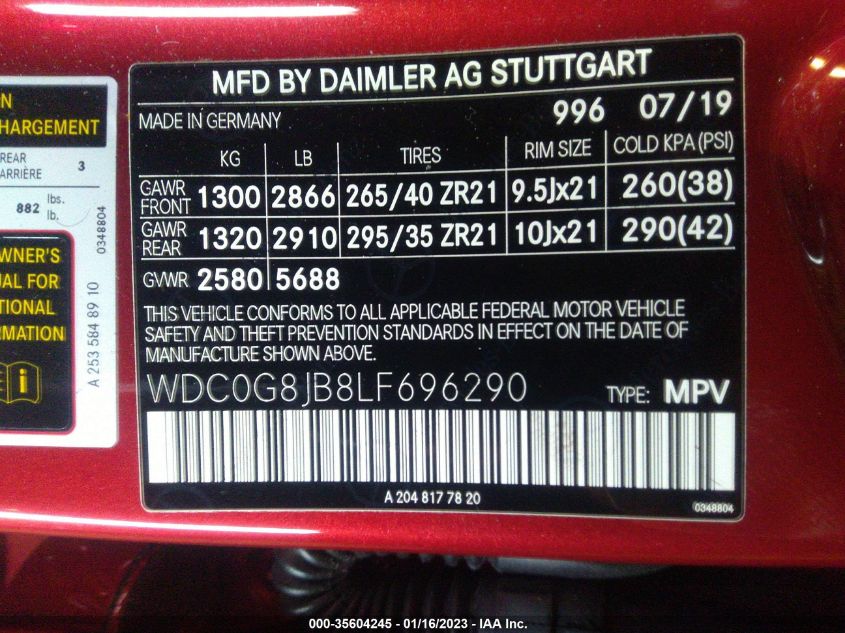 N
HARGEMENT
REAR
ARRIÈRE 3
882 lbs.
lb.
WNER'S
UAL FOR
TIONAL
RMATION
i
A 253 584 89 10
0348804
MFD BY DAIMLER AG STUTTGART
MADE IN GERMANY 996 07/19
KG LB TIRES RIM SIZE COLD KPA (PSI)
GAWR FRONT 1300 2866 265/40 ZR21 9.5Jx21 260(38)
GAWR REAR 1320 2910 295/35 ZR21 10Jx21 290(42)
GVWR 2580 5688
THIS VEHICLE CONFORMS TO ALL APPLICABLE FEDERAL MOTOR VEHICLE
SAFETY AND THEFT PREVENTION STANDARDS IN EFFECT ON THE DATE OF
MANUFACTURE SHOWN ABOVE.
WDC0G8JB8LF696290 TYPE: MPV
A 204 817 78 20
0348804
000-35604245 - 01/16/2023 - IAA Inc.